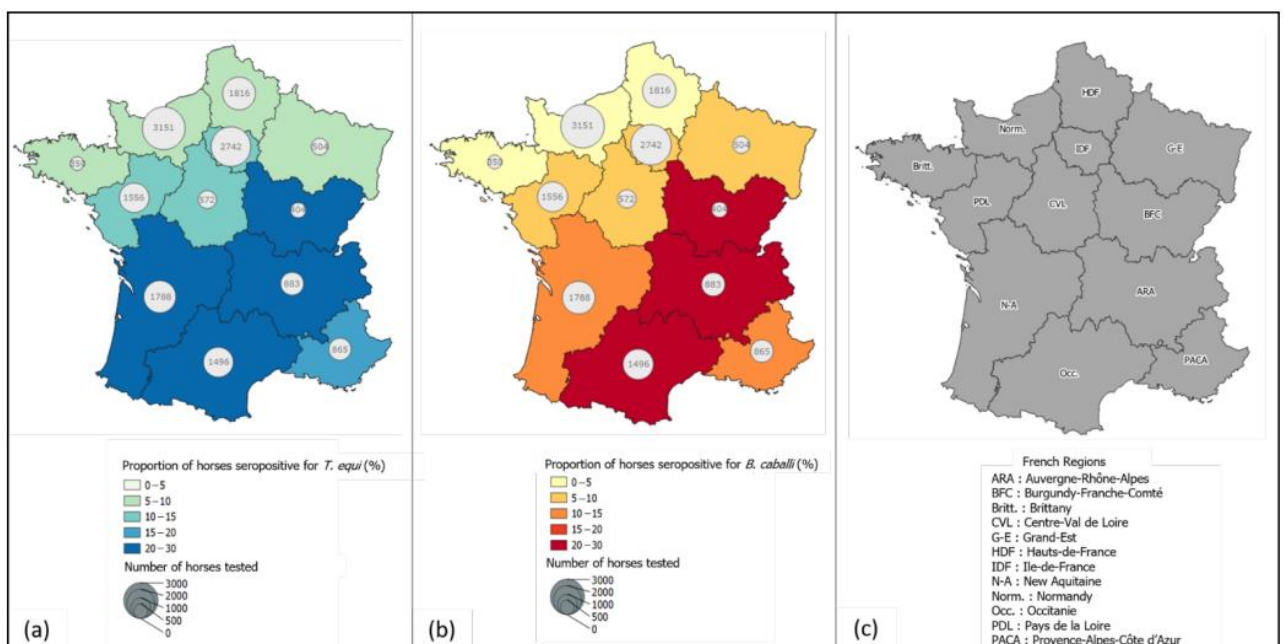 1816
3151
2742
504
359
1556
572
404
1788
883
1496
865
Proportion of horses seropositive for T. equi (%)
0–5
5–10
10–15
15–20
20–30
Number of horses tested
3000
2000
1000
500
0
(a)
1816
3151
2742
504
1556
572
404
1788
883
1496
865
Proportion of horses seropositive for B. caballi (%)
0–5
5–10
10–15
15–20
20–30
Number of horses tested
3000
2000
1000
500
0
(b)
HDF
Norm.
IDF
G-E
Britt.
PDL
CVL
BFC
N-A
ARA
Occ.
PACA
French Regions
ARA : Auvergne-Rhône-Alpes
BFC : Burgundy-Franche-Comté
Britt. : Brittany
CVL : Centre-Val de Loire
G-E : Grand-Est
HDF : Hauts-de-France
IDF : Ile-de-France
N-A : New Aquitaine
Norm. : Normandy
Occ. : Occitanie
PDL : Pays de la Loire
PACA : Provence-Alpes-Côte d'Azur
(c)